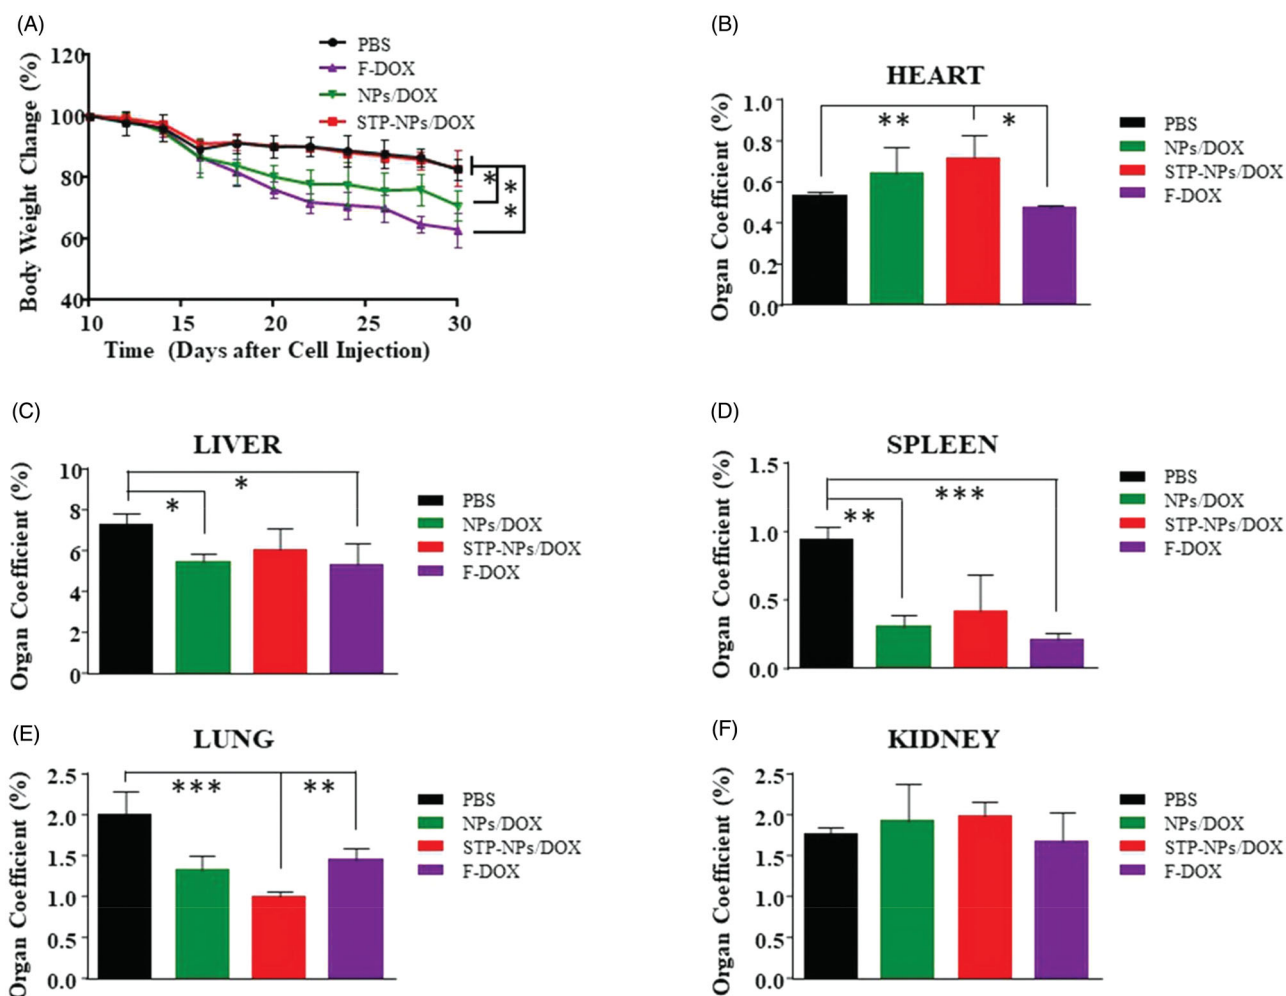 (A)
PBS
F-DOX
NPs/DOX
STP-NPs/DOX
120
100
80
60
40
Body Weight Change (%)
10 15 20 25 30
Time (Days after Cell Injection)
*
**
(B)
HEART
1.0
0.8
0.6
0.4
0.2
0.0
Organ Coefficient (%)
** *
PBS
NPs/DOX
STP-NPs/DOX
F-DOX
(C)
LIVER
10
8
6
4
2
0
Organ Coefficient (%)
*
*
PBS
NPs/DOX
STP-NPs/DOX
F-DOX
(D)
SPLEEN
1.5
1.0
0.5
0.0
Organ Coefficient (%)
***
**
PBS
NPs/DOX
STP-NPs/DOX
F-DOX
(E)
LUNG
2.5
2.0
1.5
1.0
0.5
0.0
Organ Coefficient (%)
*** **
PBS
NPs/DOX
STP-NPs/DOX
F-DOX
(F)
KIDNEY
2.5
2.0
1.5
1.0
0.5
0.0
Organ Coefficient (%)
PBS
NPs/DOX
STP-NPs/DOX
F-DOX